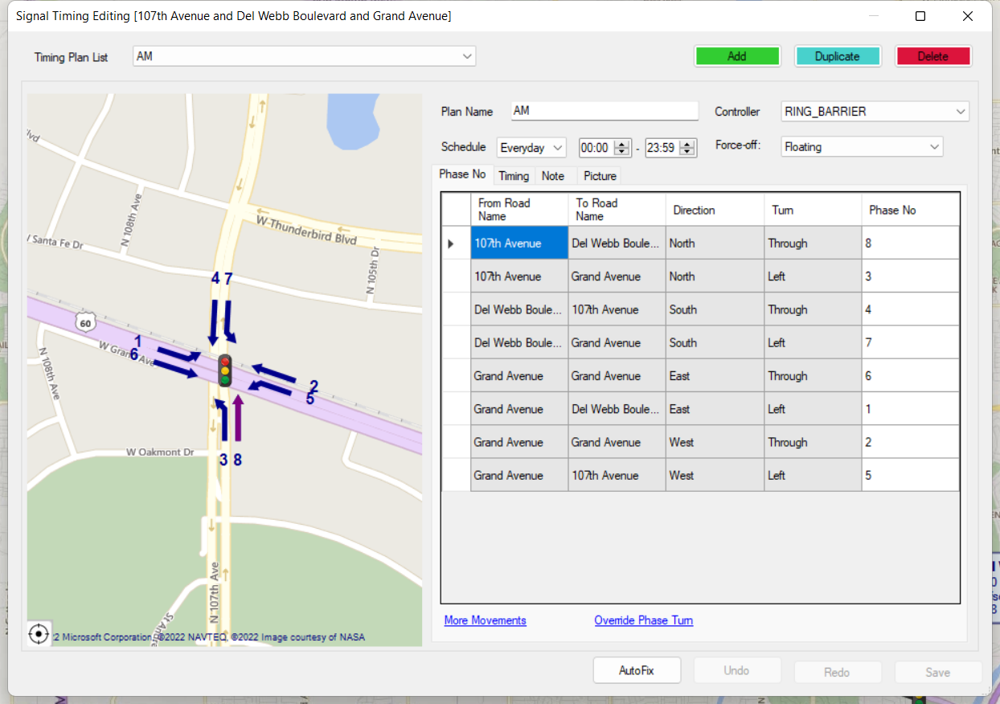 Signal Timing Editing [107th Avenue and Del Webb Boulevard and Grand Avenue]
Timing Plan List
AM
Add
Duplicate
Delete
Plan Name
AM
Controller
RING_BARRIER
Schedule
Everyday
00:00
-
23:59
Force-off:
Floating
Phase No
Timing
Note
Picture
From Road Name
To Road Name
Direction
Turn
Phase No
107th Avenue Del Webb Boule... North Through 8
107th Avenue Grand Avenue North Left 3
Del Webb Boule... 107th Avenue South Through 4
Del Webb Boule... Grand Avenue South Left 7
Grand Avenue Grand Avenue East Through 6
Grand Avenue Del Webb Boule... East Left 1
Grand Avenue Grand Avenue West Through 2
Grand Avenue 107th Avenue West Left 5
More Movements
Override Phase Turn
AutoFix
Undo
Redo
Save
N 108th Ave
W Thunderbird Blvd
Santa Fe Dr
N 105th Dr
4 7
60
1
6
W Grand Ave
N 108th Ave
2
5
3 8
W Oakmont Dr
N 107th Ave
St Andre
2 Microsoft Corporation, ©2022 NAVTEQ, ©2022 Image courtesy of NASA